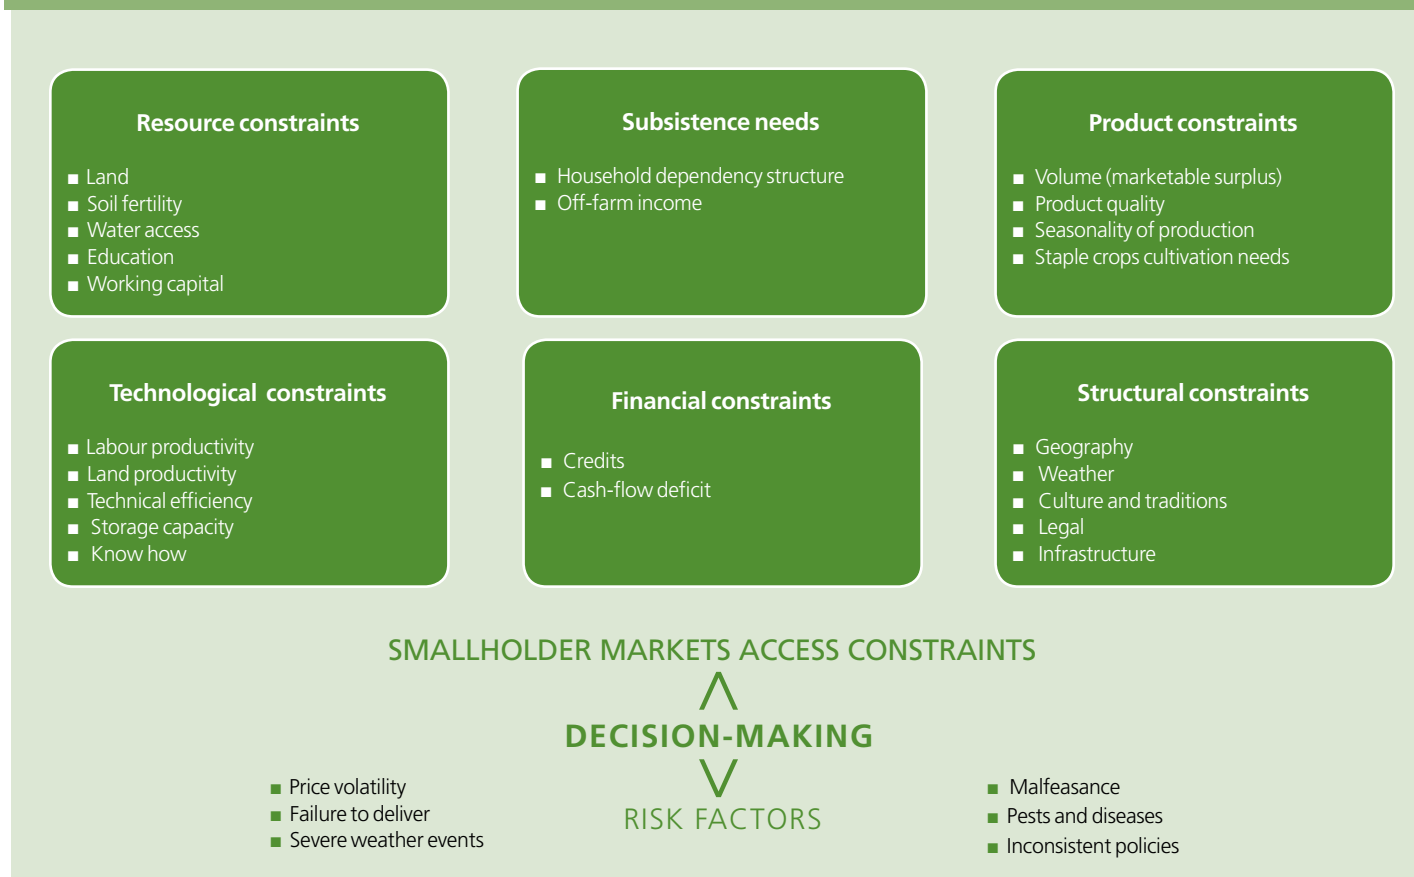 Resource constraints
■ Land
■ Soil fertility
■ Water access
■ Education
■ Working capital
Subsistence needs
■ Household dependency structure
■ Off-farm income
Product constraints
■ Volume (marketable surplus)
■ Product quality
■ Seasonality of production
■ Staple crops cultivation needs
Technological constraints
■ Labour productivity
■ Land productivity
■ Technical efficiency
■ Storage capacity
■ Know how
Financial constraints
■ Credits
■ Cash-flow deficit
Structural constraints
■ Geography
■ Weather
■ Culture and traditions
■ Legal
■ Infrastructure
SMALLHOLDER MARKETS ACCESS CONSTRAINTS
DECISION-MAKING
RISK FACTORS
■ Price volatility
■ Failure to deliver
■ Severe weather events
■ Malfeasance
■ Pests and diseases
■ Inconsistent policies